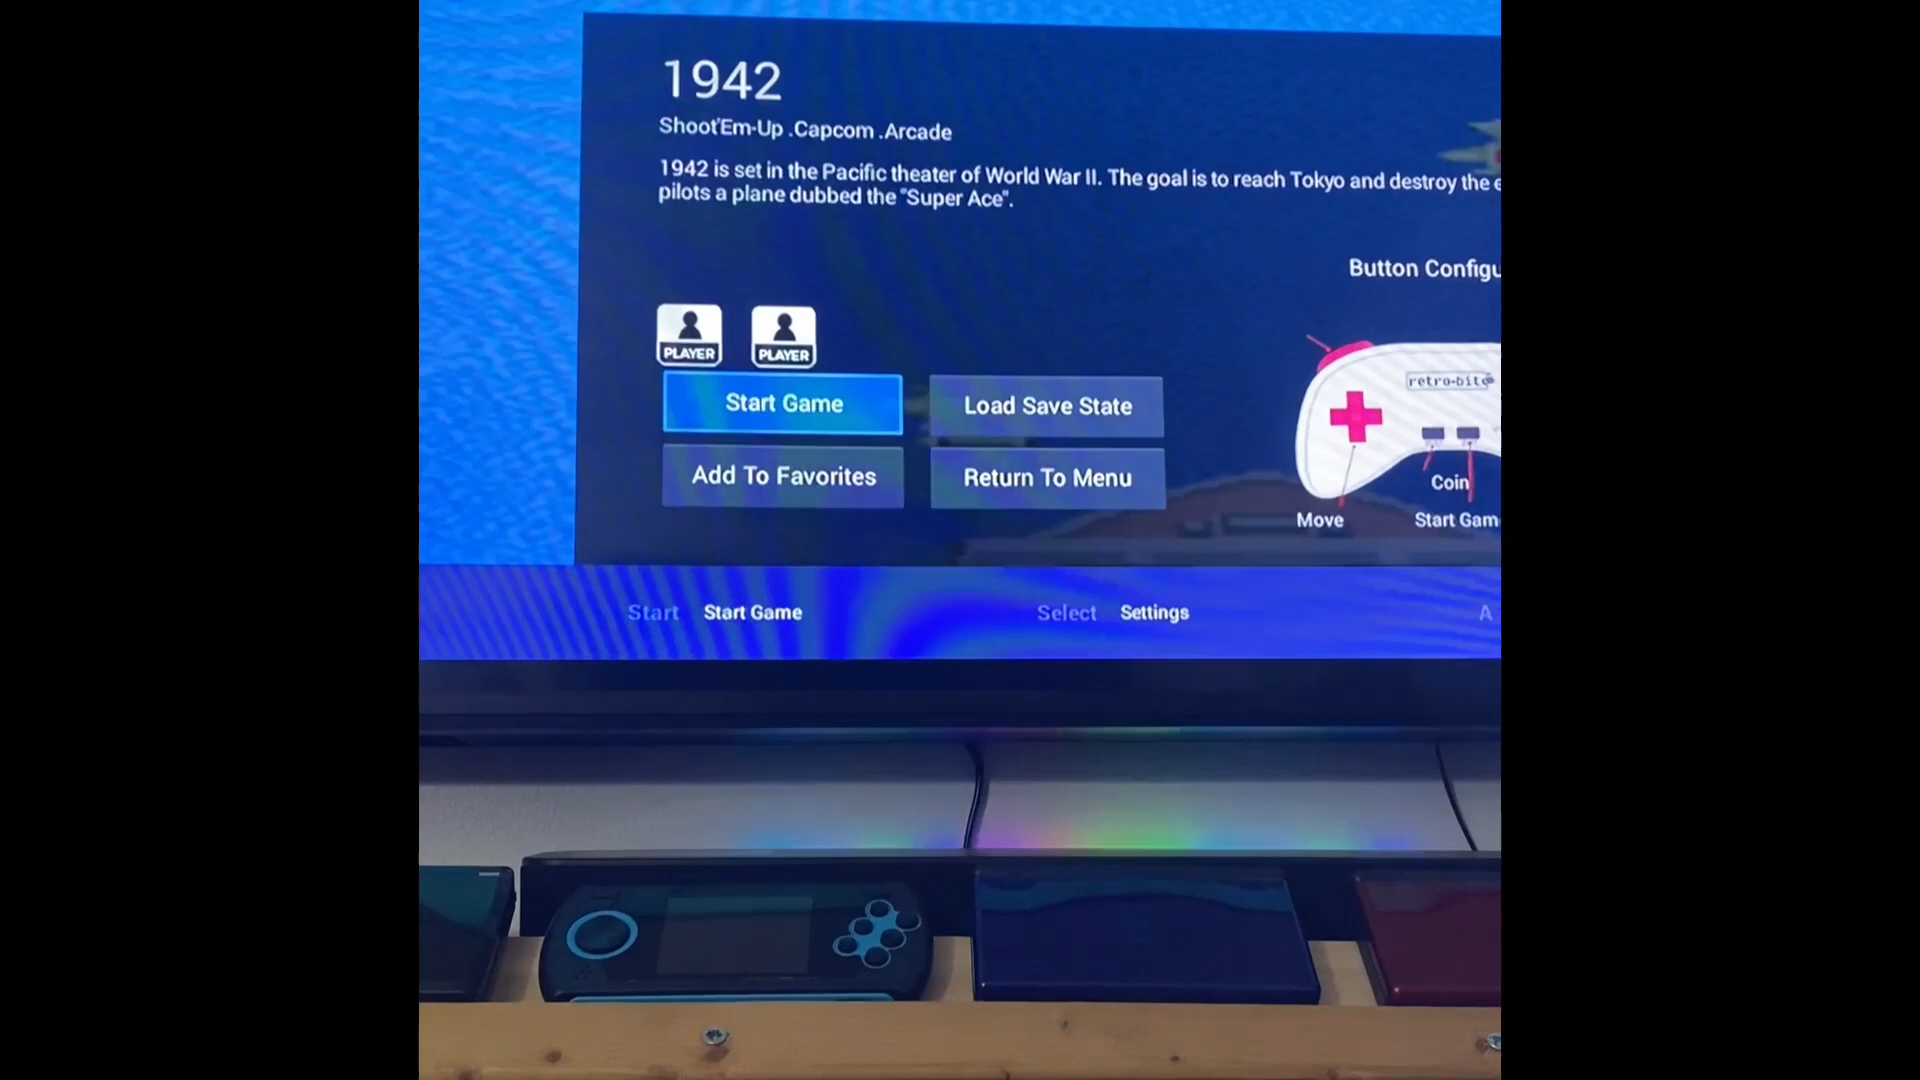 1942
Shoot'Em-Up .Capcom .Arcade
1942 is set in the Pacific theater of World War II. The goal is to reach Tokyo and destroy the
pilots a plane dubbed the "Super Ace".
Button Configu
PLAYER PLAYER
retro-bit
Start Game Load Save State
Add To Favorites Return To Menu
Coin
Move Start Gam
Start Start Game Select Settings A